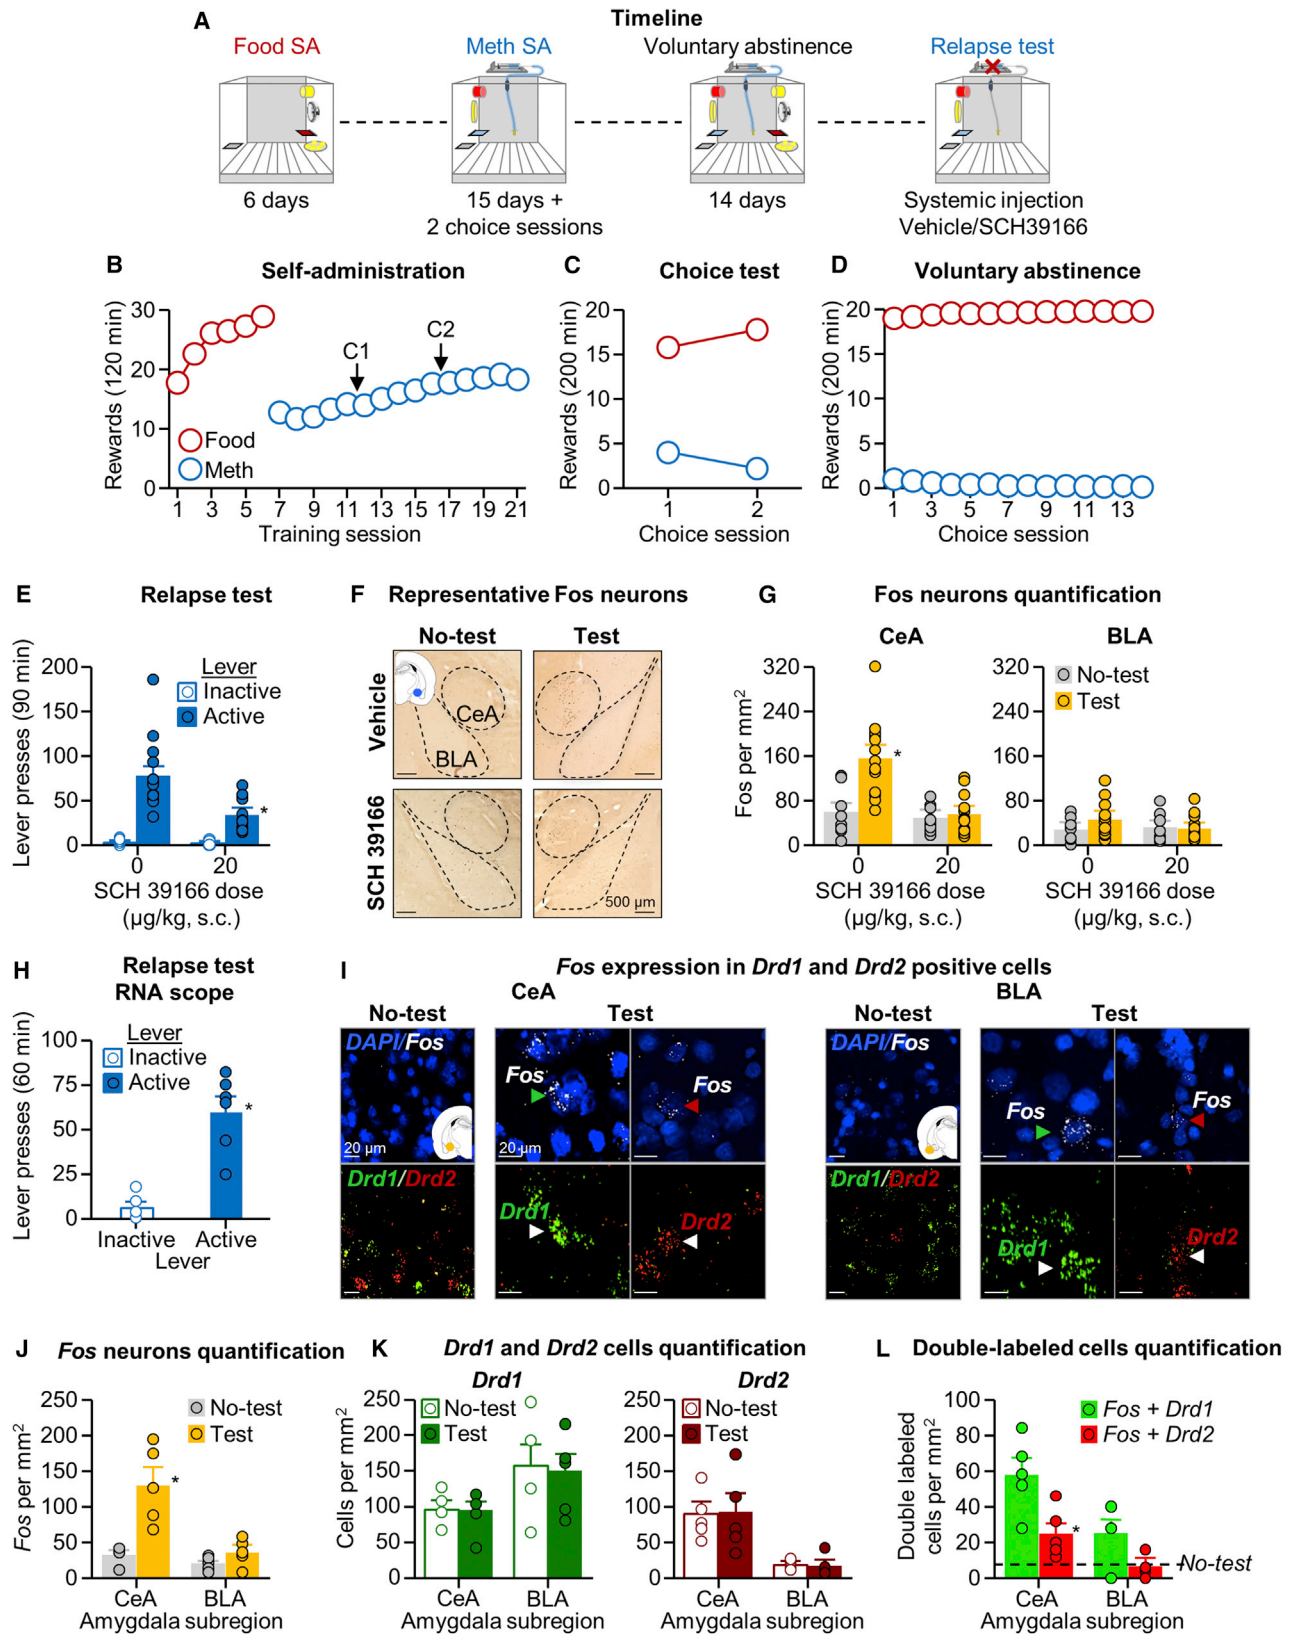 A
Timeline
Food SA
Meth SA
Voluntary abstinence
Relapse test
6 days
15 days +
2 choice sessions
14 days
Systemic injection
Vehicle/SCH39166
B
Self-administration
Rewards (120 min)
30
20
10
0
C1
C2
Food
Meth
1 3 5 7 9 11 13 15 17 19 21
Training session
C
Choice test
Rewards (200 min)
20
15
10
5
0
1 2
Choice session
D
Voluntary abstinence
Rewards (200 min)
20
15
10
5
0
1 3 5 7 9 11 13
Choice session
E
Relapse test
Lever presses (90 min)
200
150
100
50
0
Lever
Inactive
Active
*
0 20
SCH 39166 dose
(µg/kg, s.c.)
F
Representative Fos neurons
No-test
Test
Vehicle
CeA
BLA
SCH 39166
500 µm
G
Fos neurons quantification
CeA
BLA
Fos per mm2
320
240
160
80
0
*
0 20
SCH 39166 dose
(µg/kg, s.c.)
320
240
160
80
0
No-test
Test
0 20
SCH 39166 dose
(µg/kg, s.c.)
H
Relapse test
RNA scope
Lever presses (60 min)
100
75
50
25
0
Lever
Inactive
Active
*
Inactive Active
Lever
I
Fos expression in Drd1 and Drd2 positive cells
CeA
BLA
No-test
Test
No-test
Test
DAPI/Fos
Fos
Fos
DAPI/Fos
Fos
Fos
20 µm
20 µm
Drd1/Drd2
Drd1
Drd2
Drd1/Drd2
Drd1
Drd2
J
Fos neurons quantification
Fos per mm2
250
200
150
100
50
0
No-test
Test
*
CeA BLA
Amygdala subregion
K
Drd1 and Drd2 cells quantification
Drd1
Drd2
Cells per mm2
250
200
150
100
50
0
No-test
Test
CeA BLA
Amygdala subregion
250
200
150
100
50
0
No-test
Test
CeA BLA
Amygdala subregion
L
Double-labeled cells quantification
Double labeled
cells per mm2
100
80
60
40
20
0
Fos + Drd1
Fos + Drd2
*
No-test
CeA BLA
Amygdala subregion